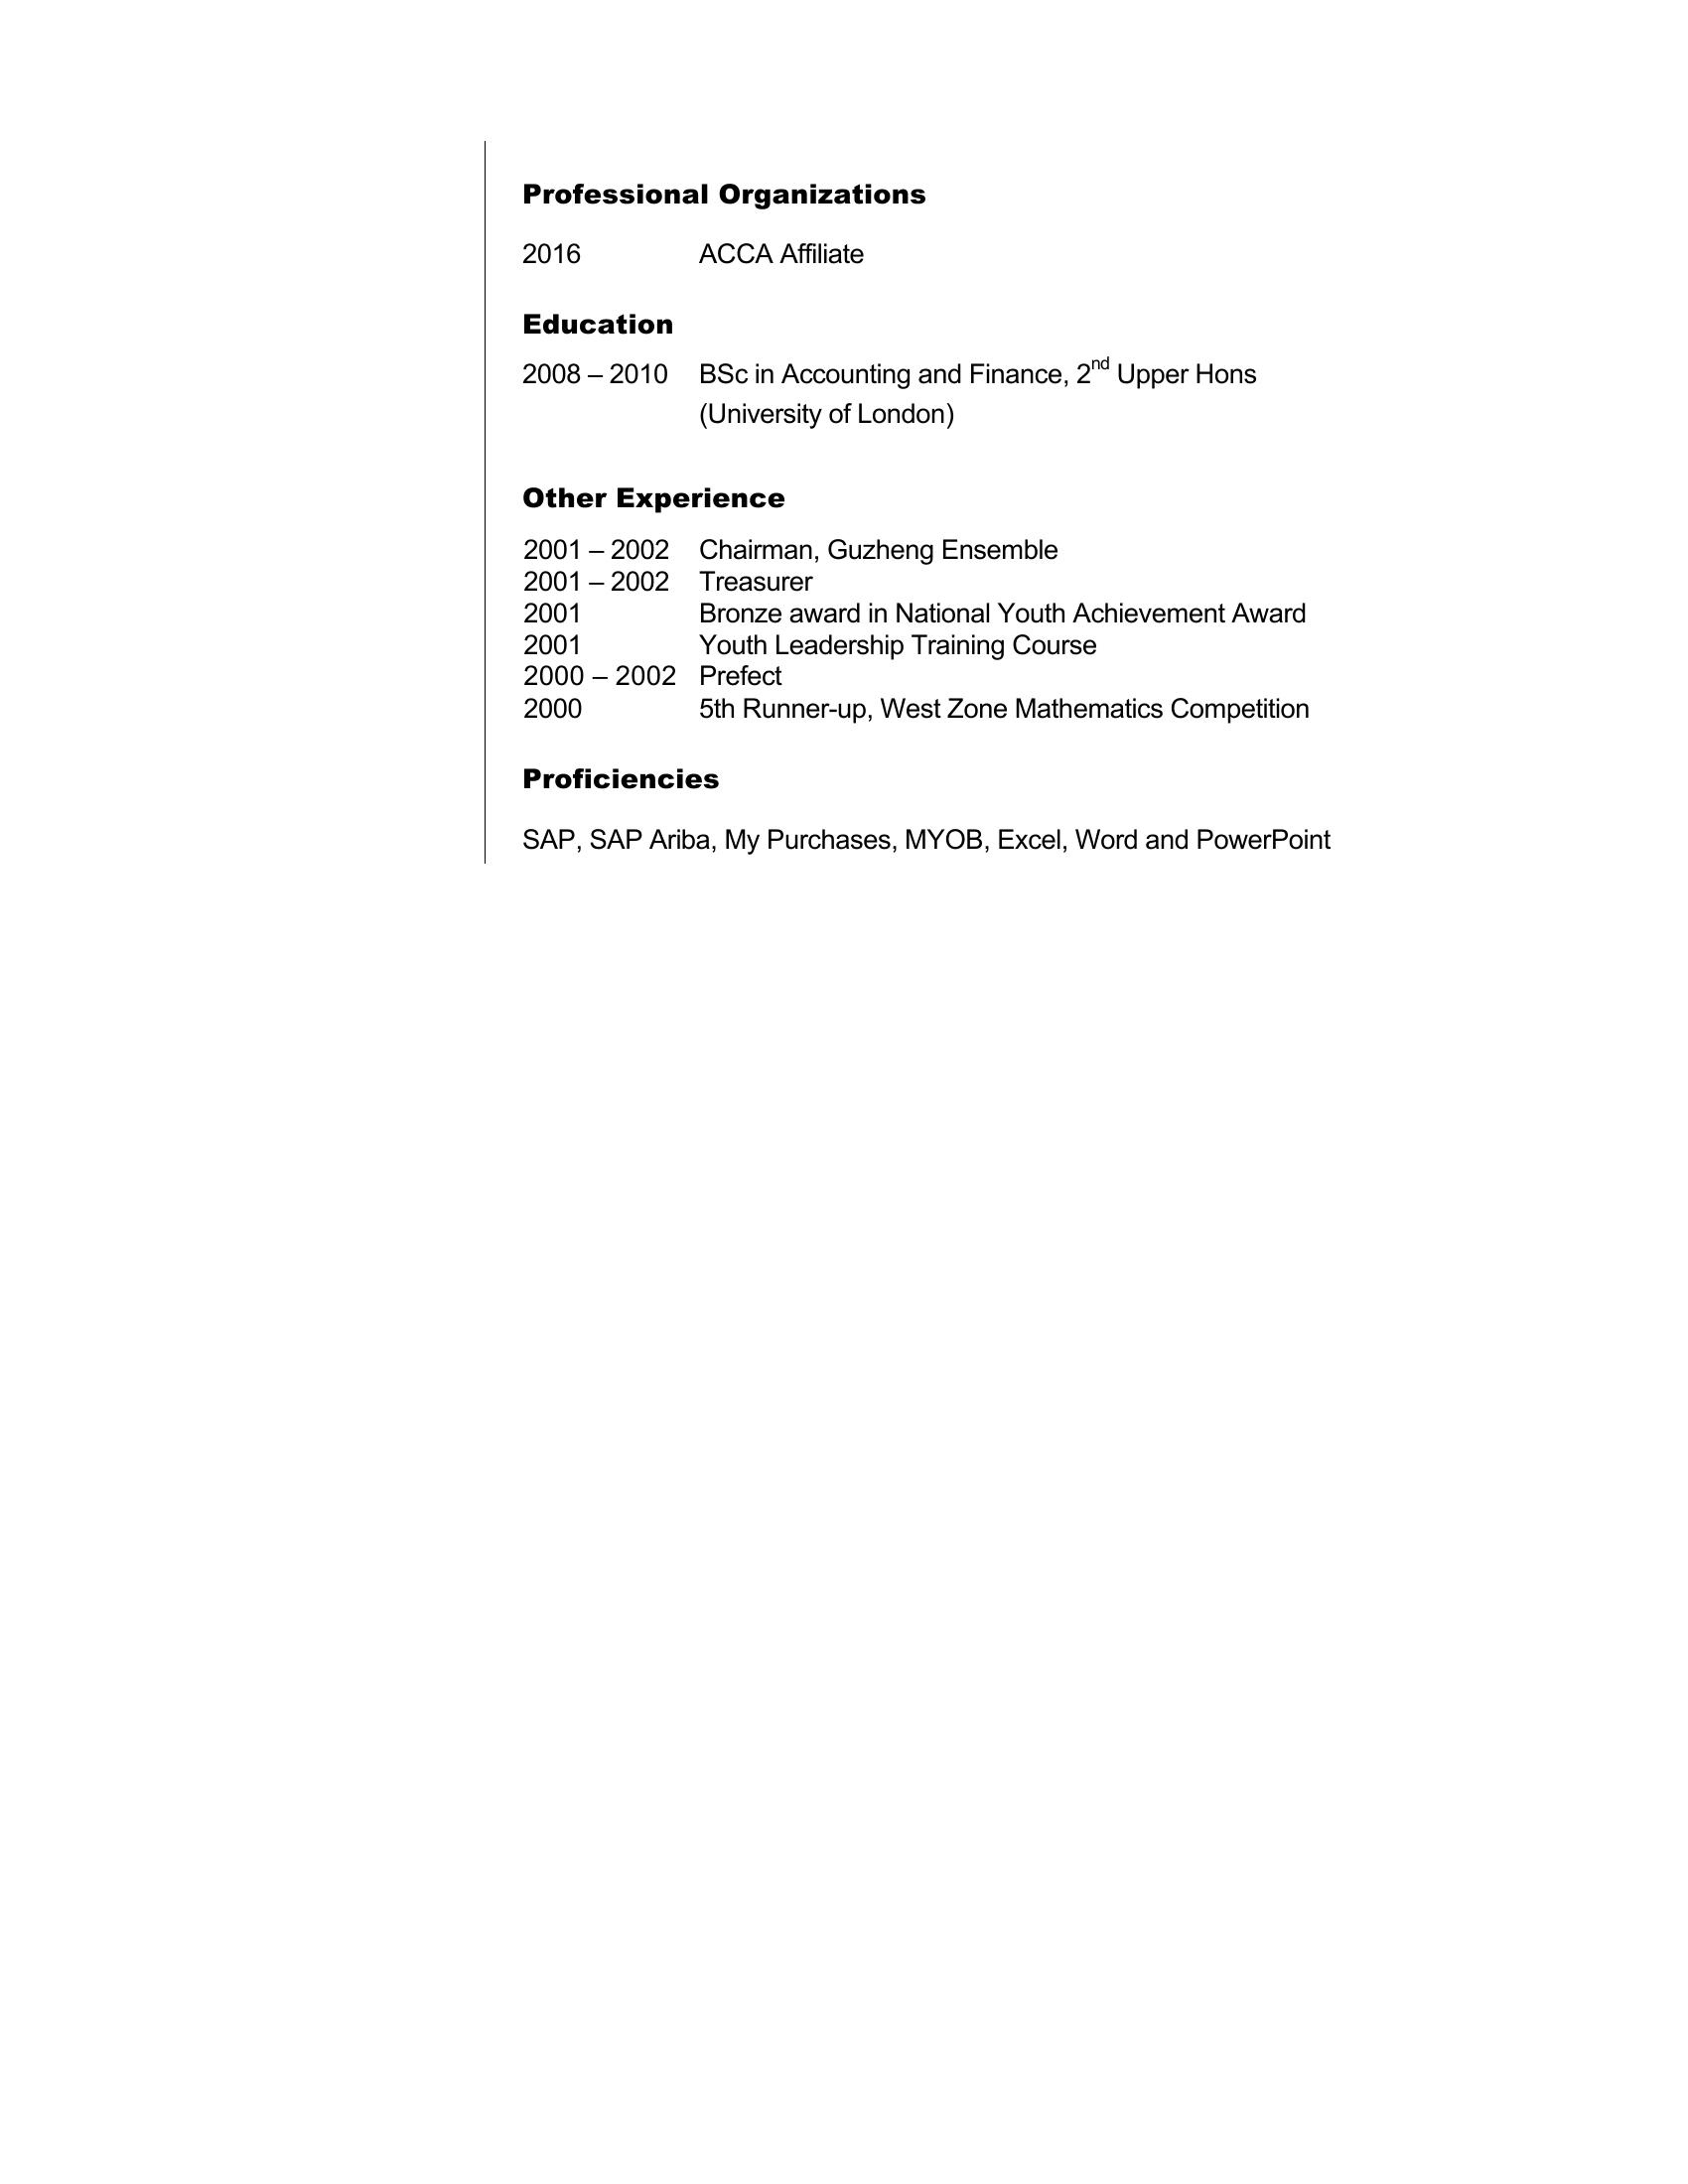 Professional Organizations
2016 ACCA Affiliate
Education
2008 – 2010 BSc in Accounting and Finance, 2nd Upper Hons
(University of London)
Other Experience
2001 – 2002 Chairman, Guzheng Ensemble
2001 – 2002 Treasurer
2001 Bronze award in National Youth Achievement Award
2001 Youth Leadership Training Course
2000 – 2002 Prefect
2000 5th Runner-up, West Zone Mathematics Competition
Proficiencies
SAP, SAP Ariba, My Purchases, MYOB, Excel, Word and PowerPoint